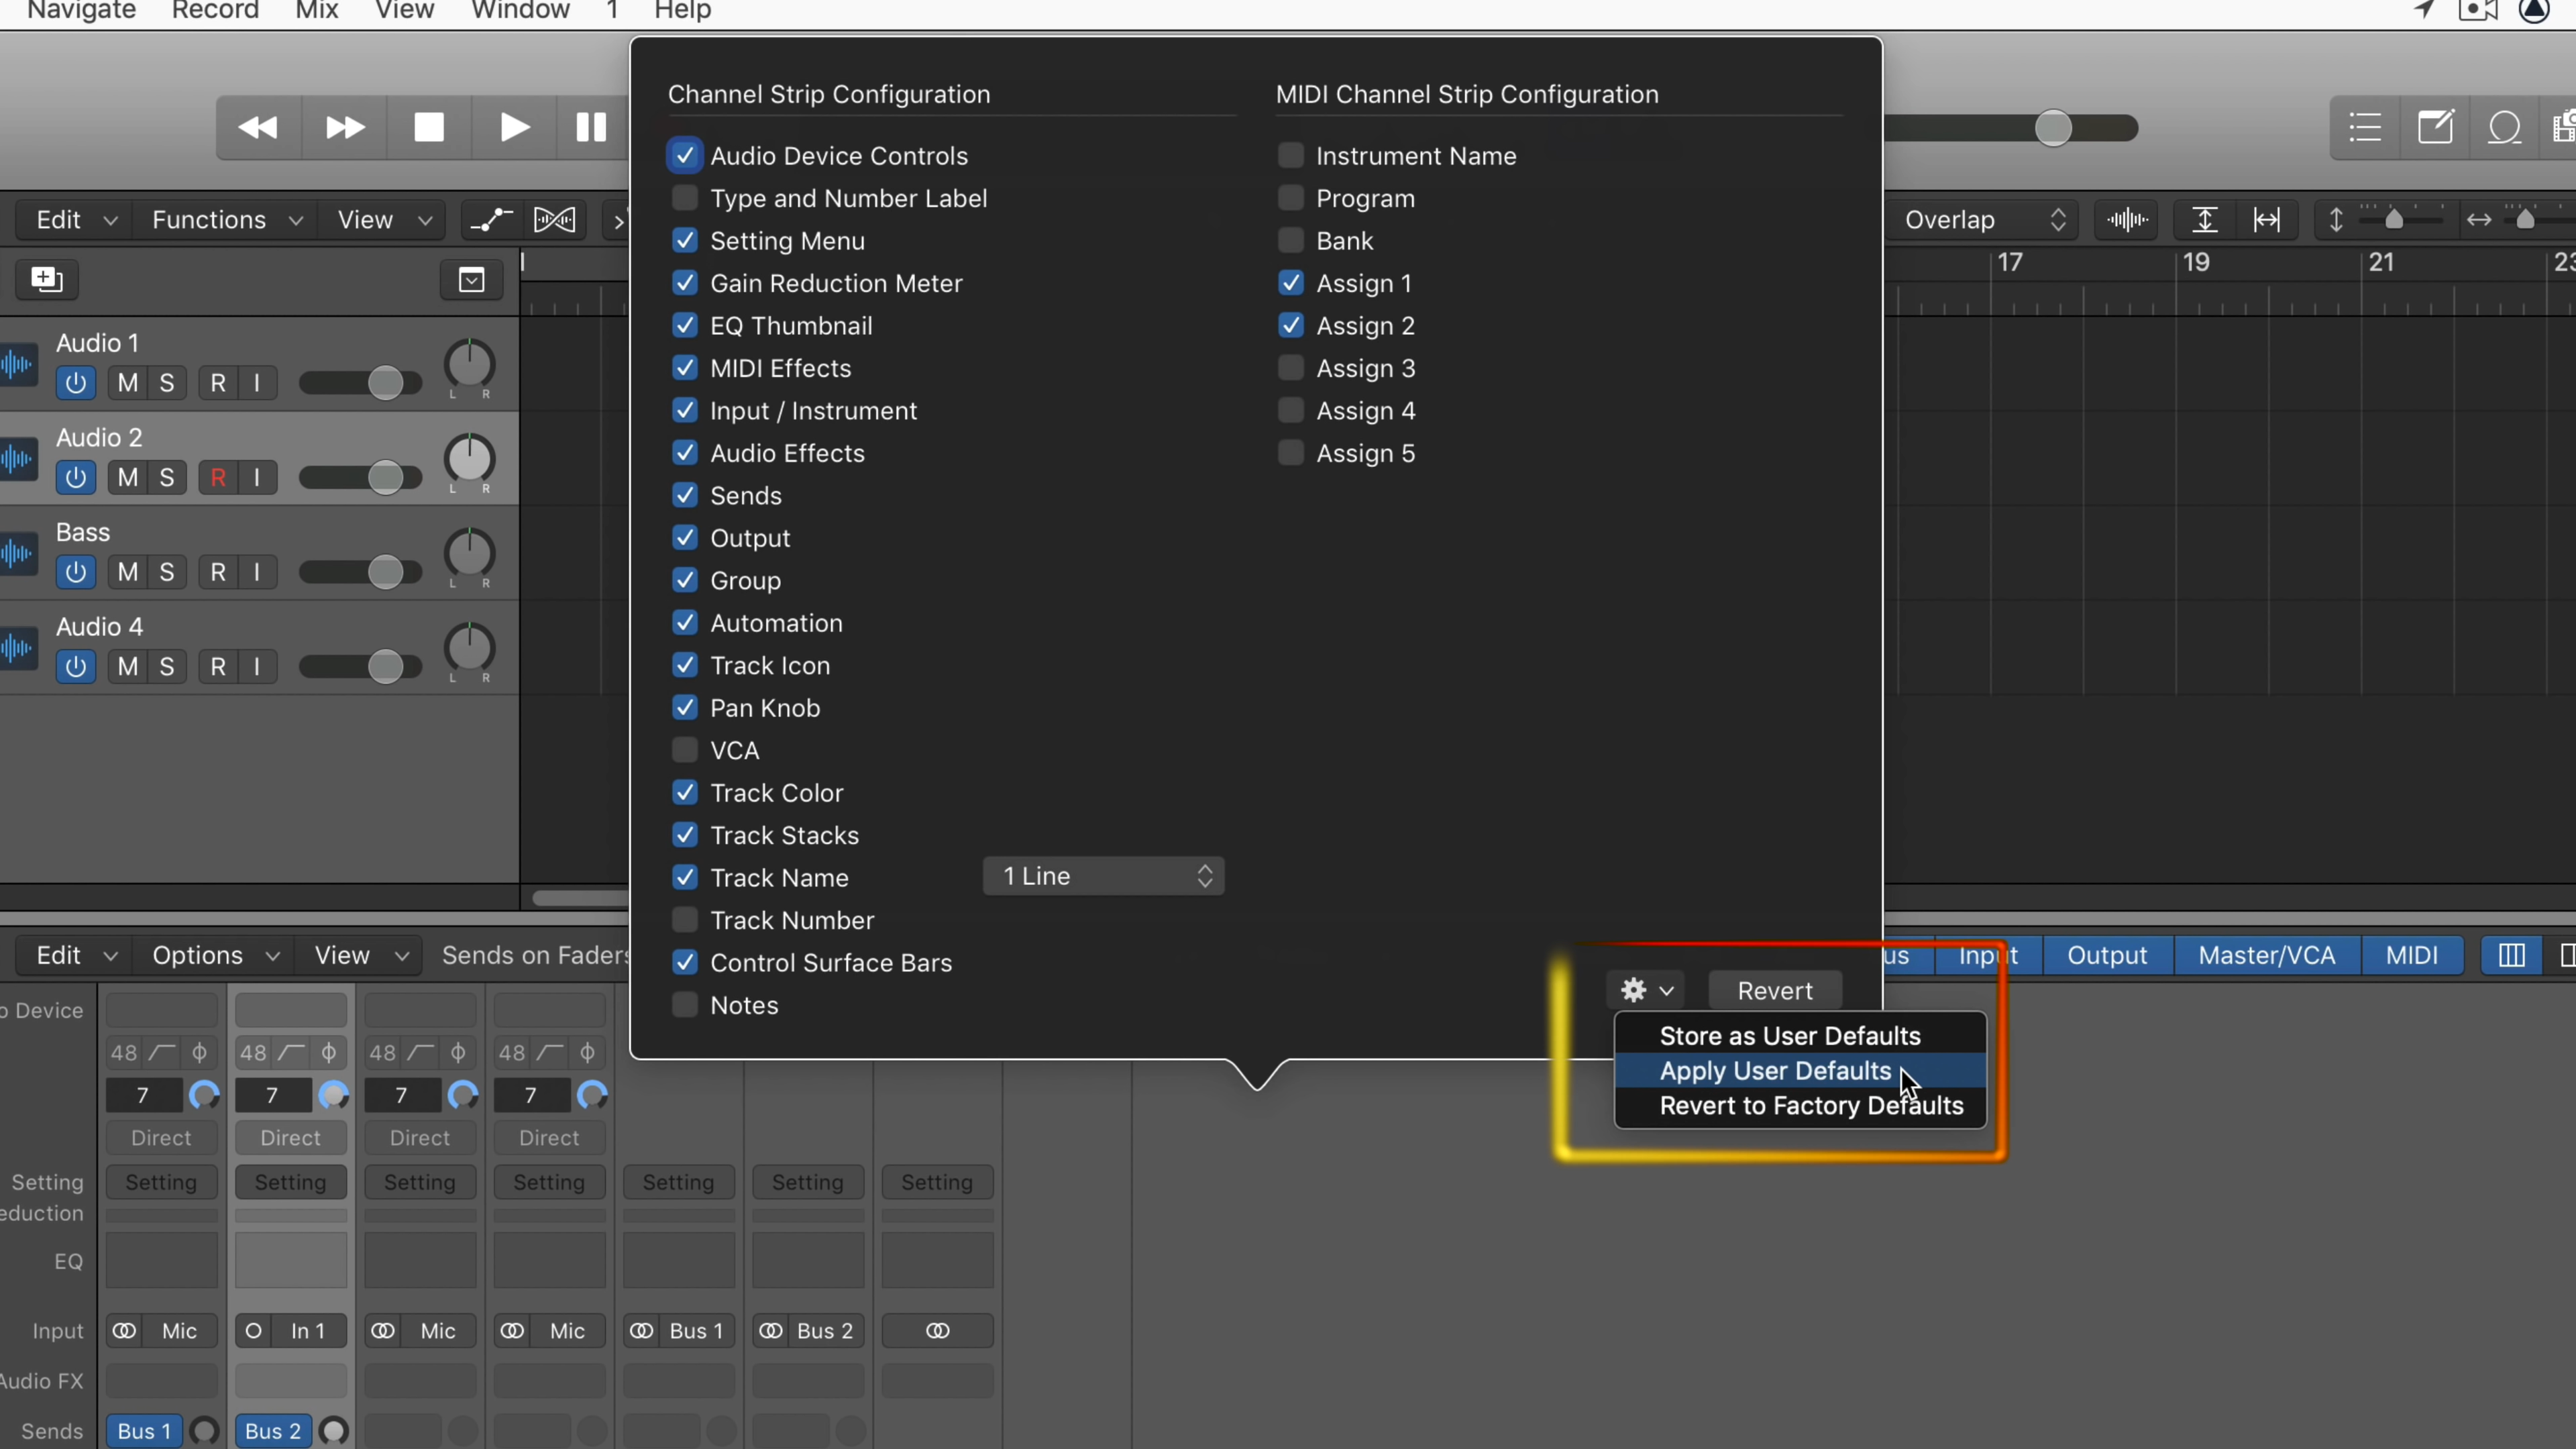 Navigate Record Mix View Window 1 Help
Channel Strip Configuration
Audio Device Controls
Type and Number Label
Setting Menu
Gain Reduction Meter
EQ Thumbnail
MIDI Effects
Input / Instrument
Audio Effects
Sends
Output
Group
Automation
Track Icon
Pan Knob
VCA
Track Color
Track Stacks
Track Name 1 Line
Track Number
Control Surface Bars
Notes
MIDI Channel Strip Configuration
Instrument Name
Program
Bank
Assign 1
Assign 2
Assign 3
Assign 4
Assign 5
Revert
Store as User Defaults
Apply User Defaults
Revert to Factory Defaults
Edit Functions View
Overlap
17 19 21 23
Audio 1
M S R I L R
Audio 2
M S R I L R
Bass
M S R I L R
Audio 4
M S R I L R
Edit Options View Sends on Faders
us Input Output Master/VCA MIDI
o Device
48 48 48 48
7 7 7 7
Direct Direct Direct Direct
Setting Setting Setting Setting Setting Setting Setting Setting
eduction
EQ
Input Mic In 1 Mic Mic Bus 1 Bus 2
Audio FX
Sends Bus 1 Bus 2